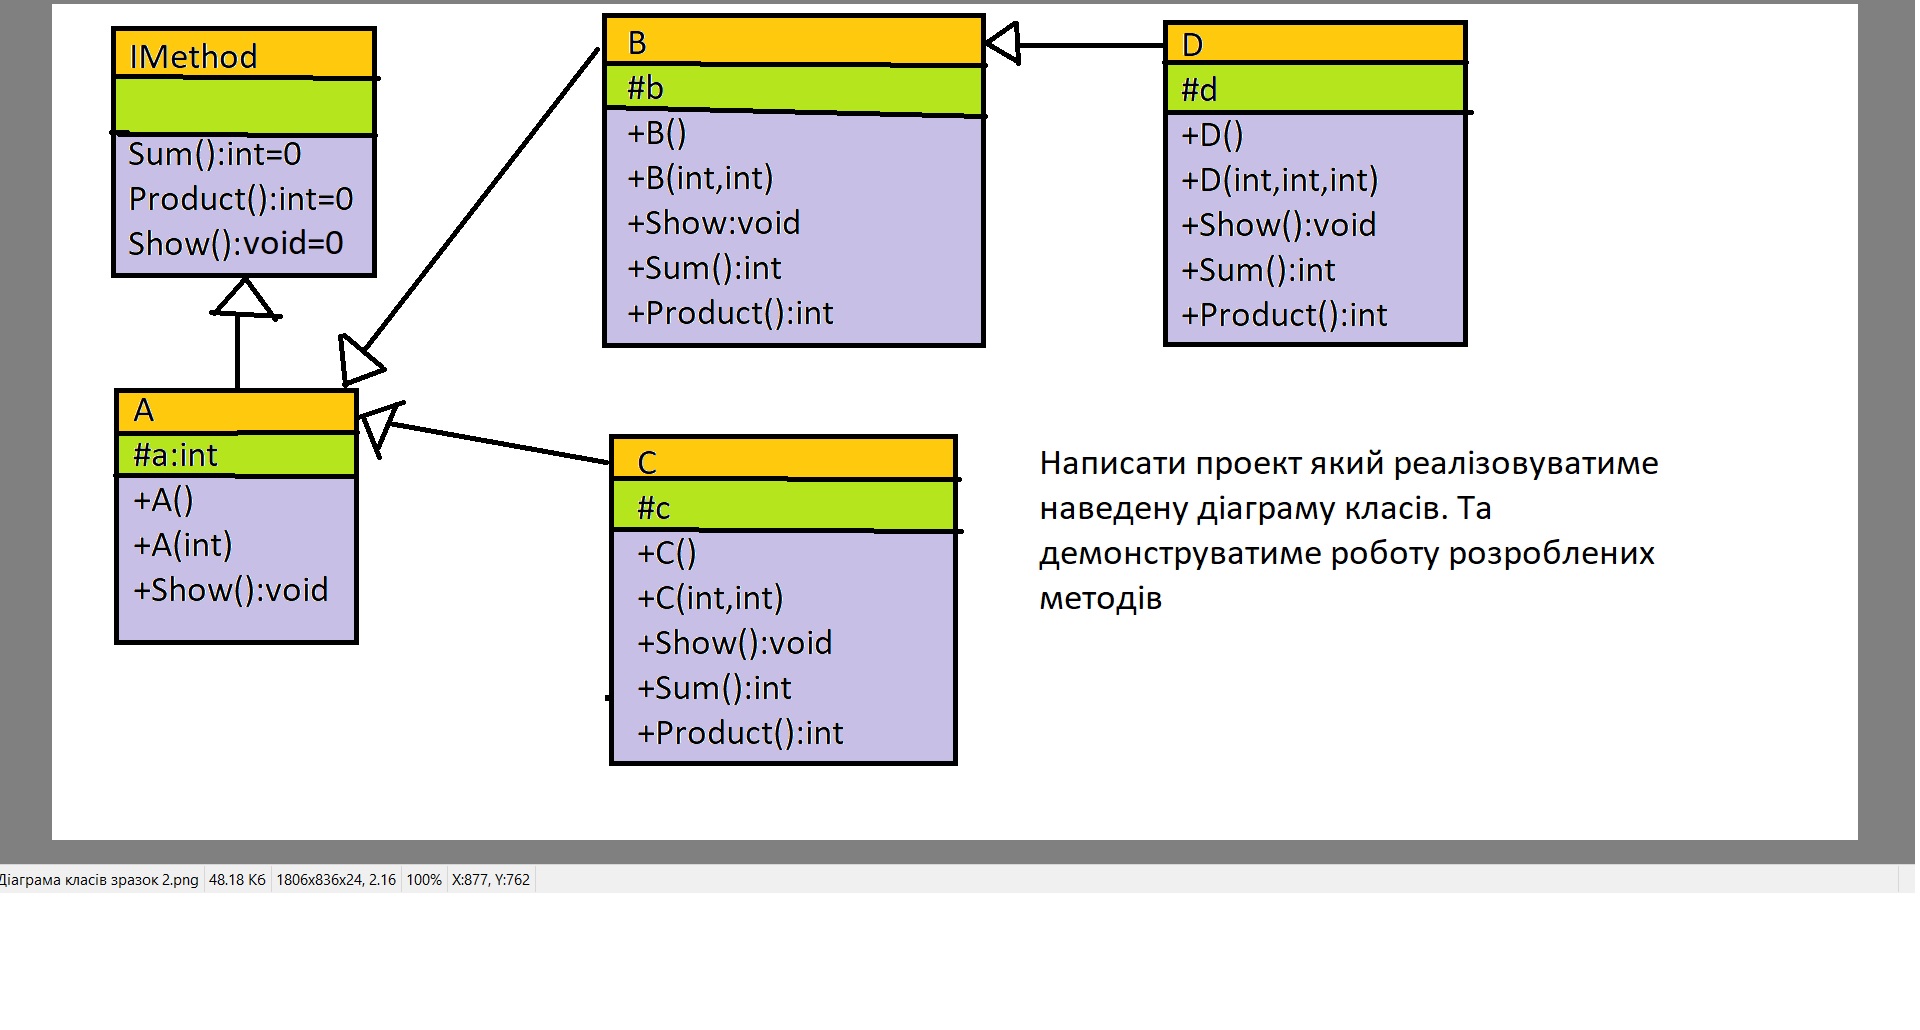 IMethod
Sum():int=0
Product():int=0
Show():void=0
B
#b
+B()
+B(int,int)
+Show:void
+Sum():int
+Product():int
D
#d
+D()
+D(int,int,int)
+Show():void
+Sum():int
+Product():int
A
#a:int
+A()
+A(int)
+Show():void
C
#c
+C()
+C(int,int)
+Show():void
+Sum():int
+Product():int
Написати проект який реалізовуватиме
наведену діаграму класів. Та
демонструватиме роботу розроблених
методів
Діаграма класів зразок 2.png 48.18 Кб 1806x836x24, 2.16 100% X:877, Y:762